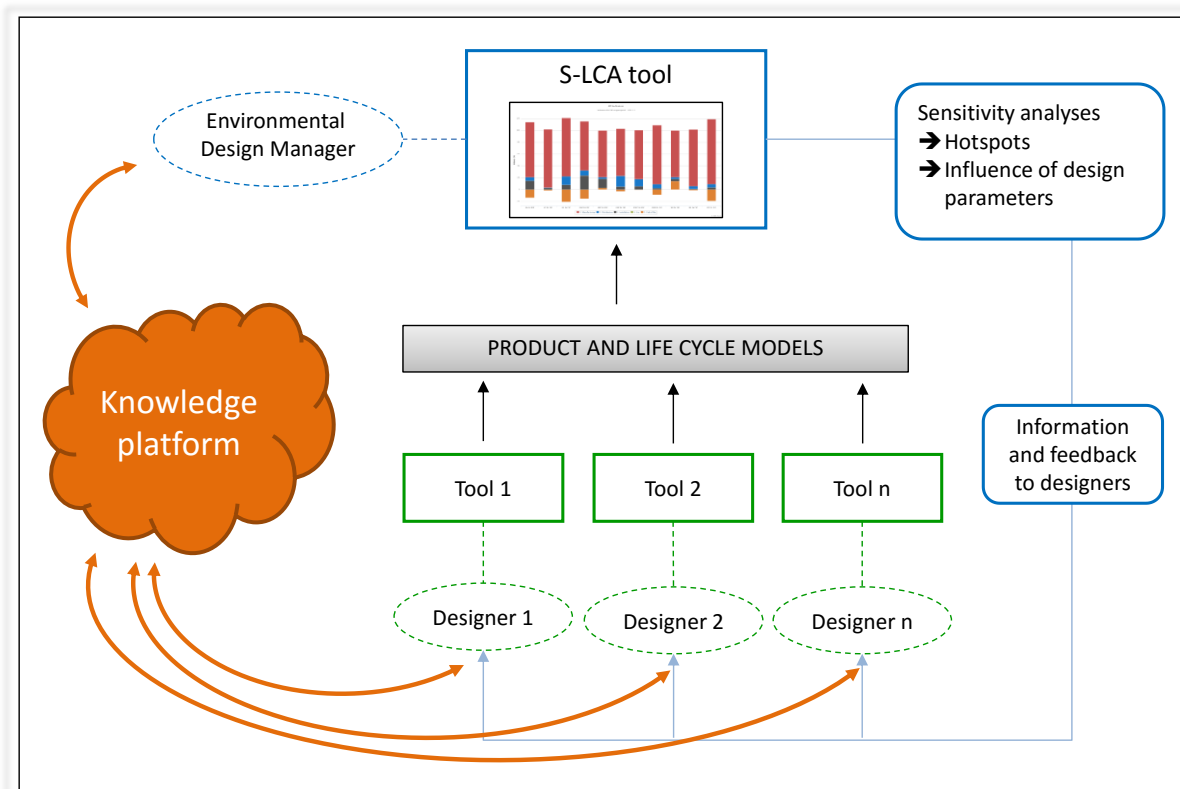 S-LCA tool
Environmental
Design Manager
Sensitivity analyses
➔ Hotspots
➔ Influence of design
parameters
PRODUCT AND LIFE CYCLE MODELS
Knowledge
platform
Information
and feedback
to designers
Tool 1
Tool 2
Tool n
Designer 1
Designer 2
Designer n